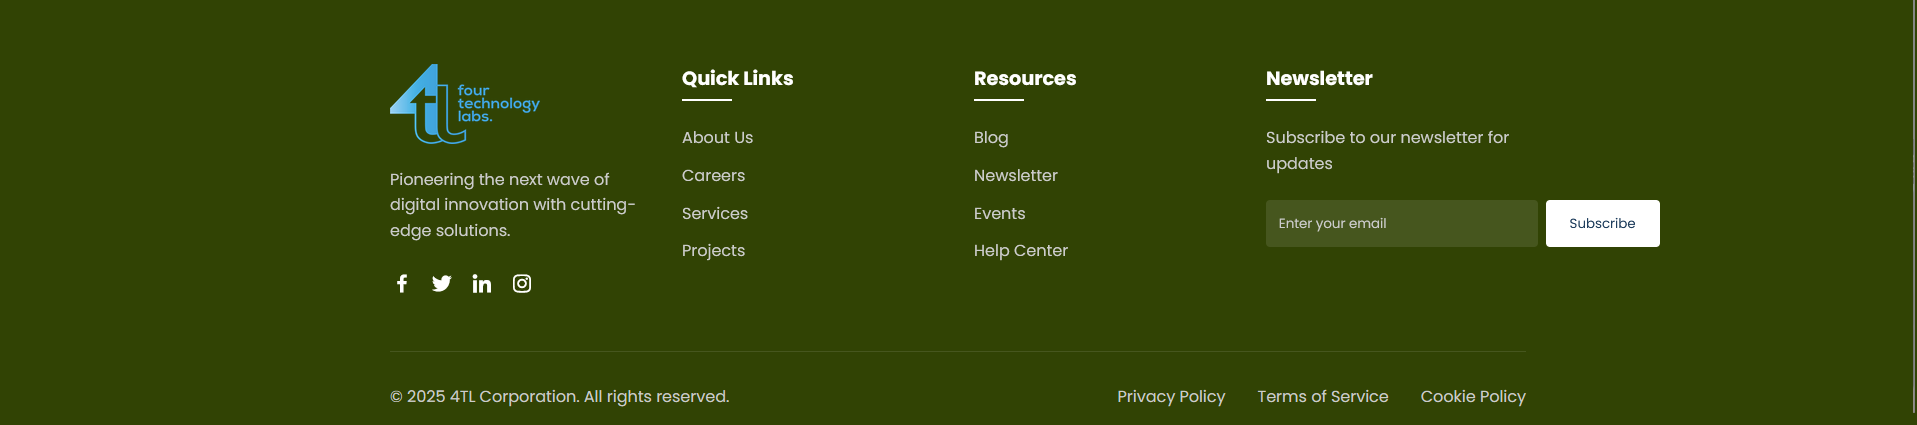 4tl
four
technology
labs.
Pioneering the next wave of
digital innovation with cutting-
edge solutions.
Quick Links
About Us
Careers
Services
Projects
Resources
Blog
Newsletter
Events
Help Center
Newsletter
Subscribe to our newsletter for
updates
Enter your email
Subscribe
© 2025 4TL Corporation. All rights reserved.
Privacy Policy
Terms of Service
Cookie Policy